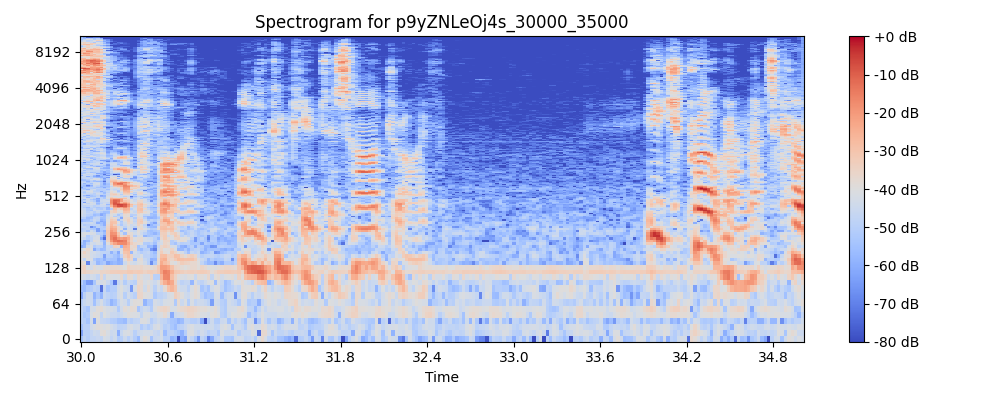 Spectrogram for p9yZNLeOj4s_30000_35000
Hz
8192
4096
2048
1024
512
256
128
64
0
30.0 30.6 31.2 31.8 32.4 33.0 33.6 34.2 34.8
Time
+0 dB
-10 dB
-20 dB
-30 dB
-40 dB
-50 dB
-60 dB
-70 dB
-80 dB